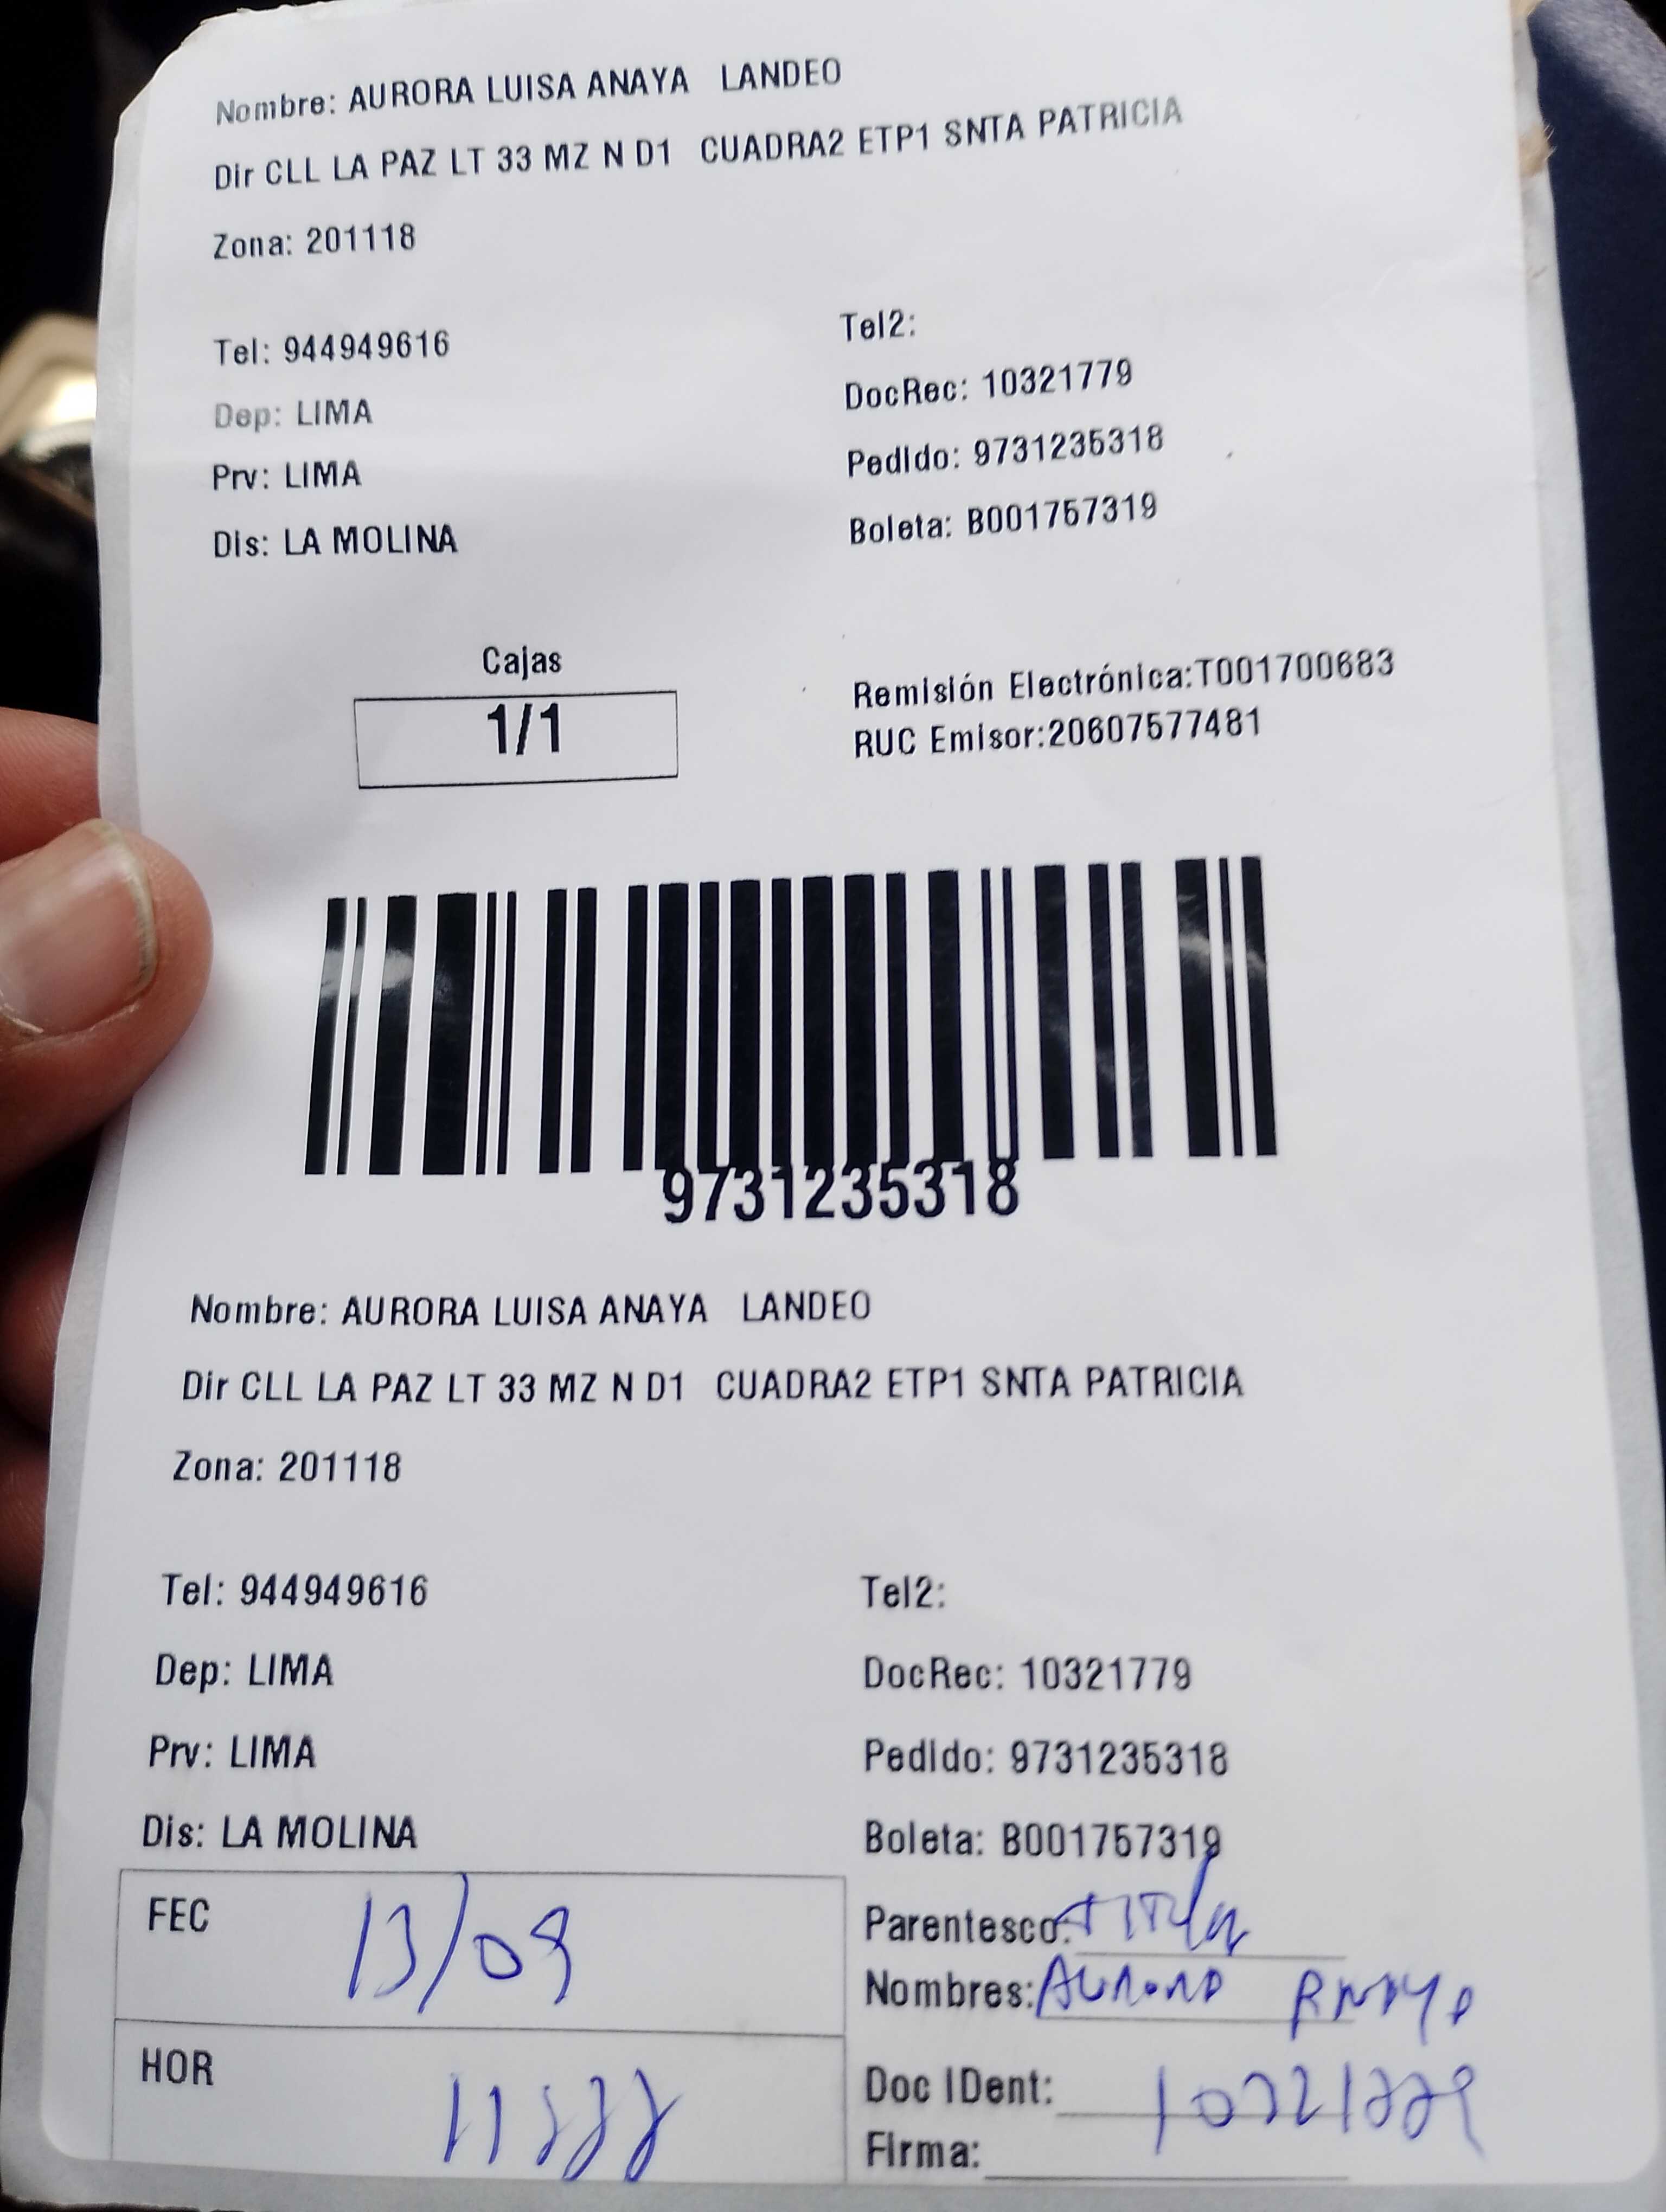 Nombre: AURORA LUISA ANAYA LANDEO
Dir CLL LA PAZ LT 33 MZ N D1 CUADRA2 ETP1 SNTA PATRICIA
Zona: 201118
Tel: 944949616
Tel2:
Dep: LIMA
DocRec: 10321779
Prv: LIMA
Pedido: 9731235318
Dis: LA MOLINA
Boleta: B001757319
Cajas
1/1
Remisión Electrónica:T001700683
RUC Emisor:20607577481
9731235318
Nombre: AURORA LUISA ANAYA LANDEO
Dir CLL LA PAZ LT 33 MZ N D1 CUADRA2 ETP1 SNTA PATRICIA
Zona: 201118
Tel: 944949616
Tel2:
Dep: LIMA
DocRec: 10321779
Prv: LIMA
Pedido: 9731235318
Dis: LA MOLINA
Boleta: B001757319
FEC 13/09
Parentesco:
Nombres: AURORA ANAYA
HOR
Doc IDent: 10321779
Firma: